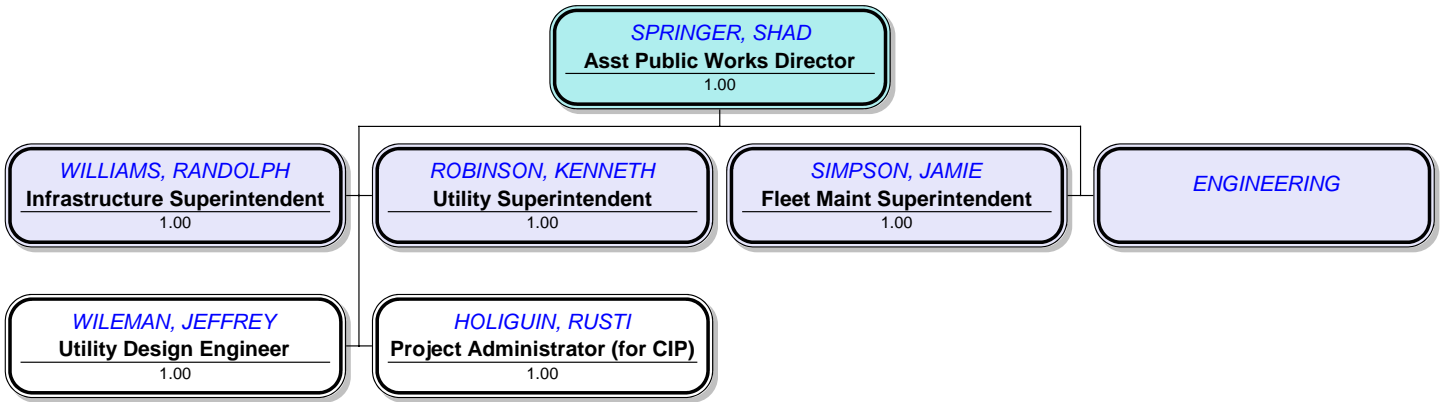 SPRINGER, SHAD
Asst Public Works Director
1.00
WILLIAMS, RANDOLPH
Infrastructure Superintendent
1.00
ROBINSON, KENNETH
Utility Superintendent
1.00
SIMPSON, JAMIE
Fleet Maint Superintendent
1.00
ENGINEERING
WILEMAN, JEFFREY
Utility Design Engineer
1.00
HOLIGUIN, RUSTI
Project Administrator (for CIP)
1.00